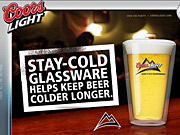 Coors
LIGHT
STAY-COLD
GLASSWARE
HELPS KEEP BEER
COLDER LONGER.